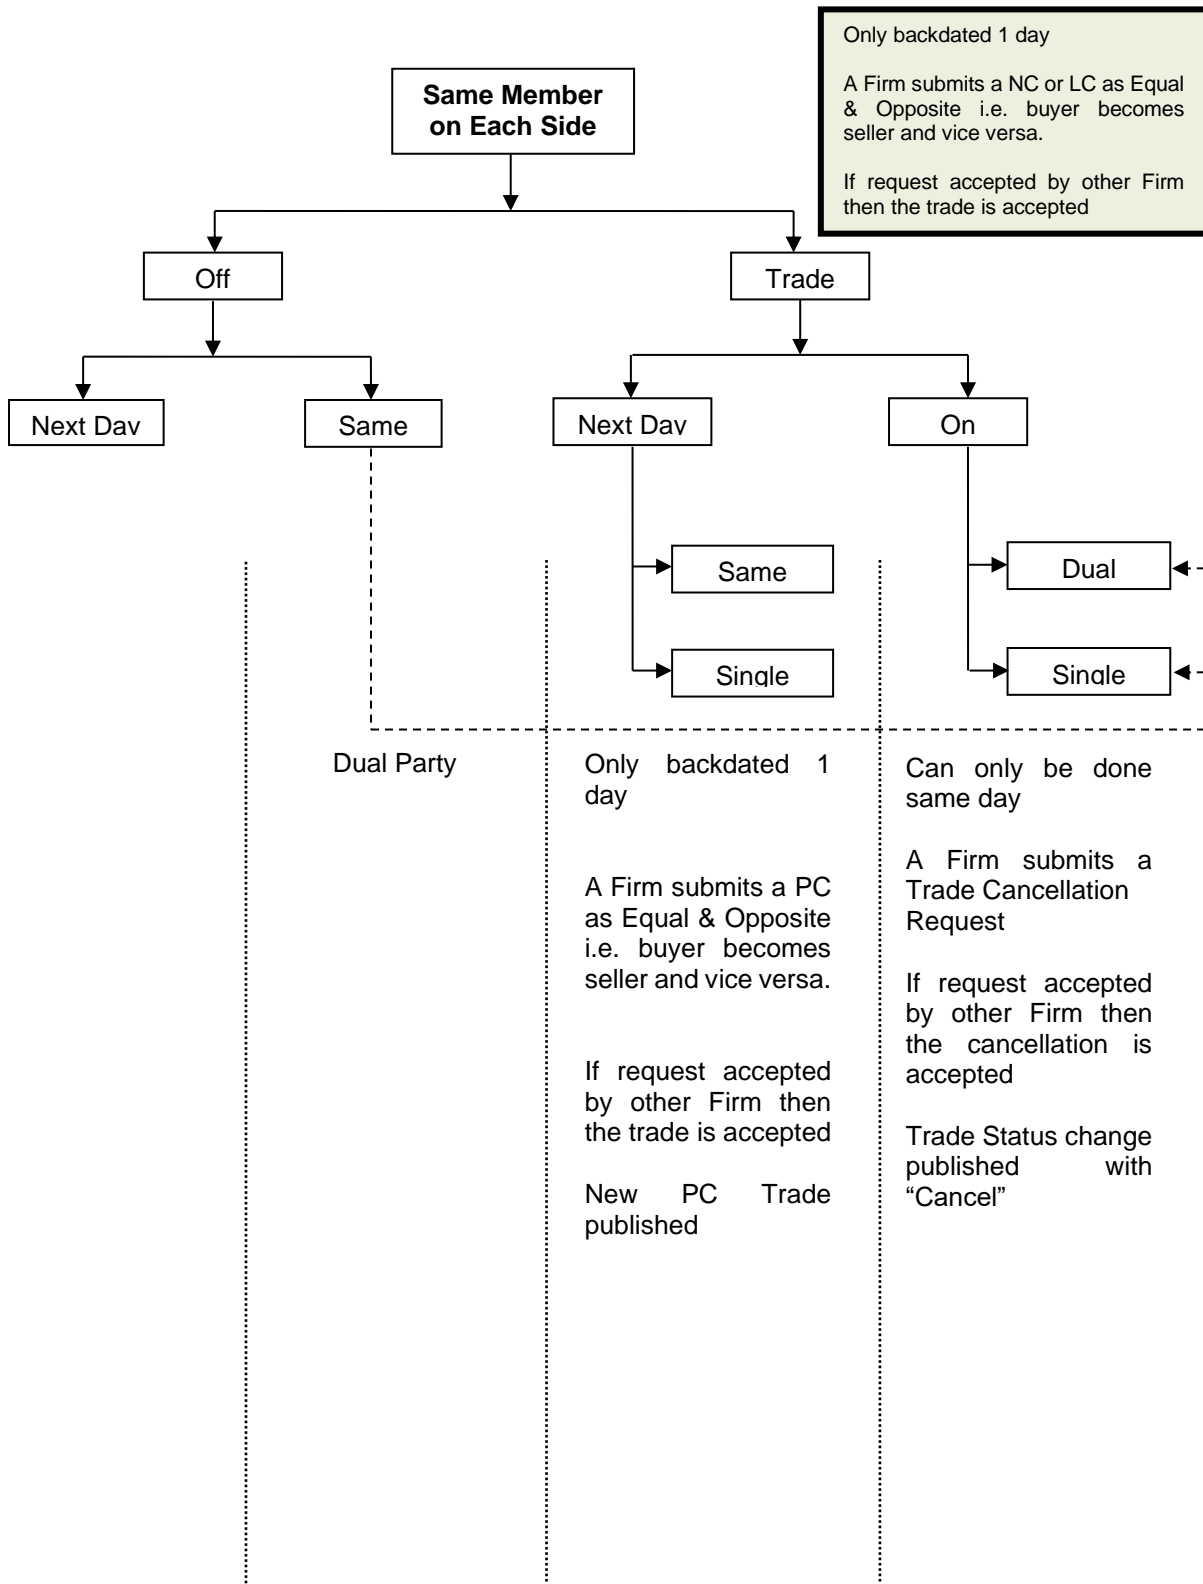 Only backdated 1 day
A Firm submits a NC or LC as Equal
& Opposite i.e. buyer becomes
seller and vice versa.
If request accepted by other Firm
then the trade is accepted
Same Member
on Each Side
Off
Trade
Next Day
Same
Next Day
On
Same
Dual
Single
Single
Dual Party
Only backdated 1
day
A Firm submits a PC
as Equal & Opposite
i.e. buyer becomes
seller and vice versa.
If request accepted
by other Firm then
the trade is accepted
New PC Trade
published
Can only be done
same day
A Firm submits a
Trade Cancellation
Request
If request accepted
by other Firm then
the cancellation is
accepted
Trade Status change
published with
“Cancel”